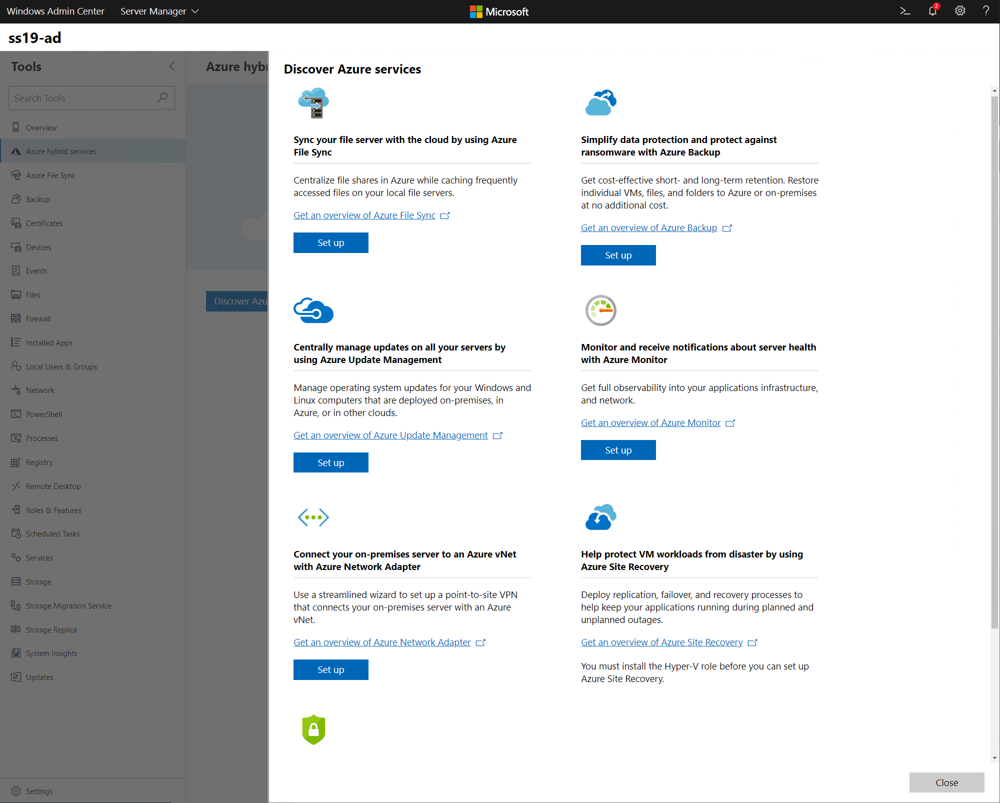 Windows Admin Center
Server Manager
Microsoft
2
ss19-ad
Tools
Search Tools
Overview
Azure hybrid services
Azure File Sync
Backup
Certificates
Devices
Events
Files
Firewall
Installed Apps
Local Users & Groups
Network
PowerShell
Processes
Registry
Remote Desktop
Roles & Features
Scheduled Tasks
Services
Storage
Storage Migration Service
Storage Replica
System Insights
Updates
Settings
Azure hybri
Discover Azu
Discover Azure services
Sync your file server with the cloud by using Azure
File Sync
Centralize file shares in Azure while caching frequently
accessed files on your local file servers.
Get an overview of Azure File Sync
Set up
Simplify data protection and protect against
ransomware with Azure Backup
Get cost-effective short- and long-term retention. Restore
individual VMs, files, and folders to Azure or on-premises
at no additional cost.
Get an overview of Azure Backup
Set up
Centrally manage updates on all your servers by
using Azure Update Management
Manage operating system updates for your Windows and
Linux computers that are deployed on-premises, in
Azure, or in other clouds.
Get an overview of Azure Update Management
Set up
Monitor and receive notifications about server health
with Azure Monitor
Get full observability into your applications infrastructure,
and network.
Get an overview of Azure Monitor
Set up
Connect your on-premises server to an Azure vNet
with Azure Network Adapter
Use a streamlined wizard to set up a point-to-site VPN
that connects your on-premises server with an Azure
vNet.
Get an overview of Azure Network Adapter
Set up
Help protect VM workloads from disaster by using
Azure Site Recovery
Deploy replication, failover, and recovery processes to
help keep your applications running during planned and
unplanned outages.
Get an overview of Azure Site Recovery
You must install the Hyper-V role before you can set up
Azure Site Recovery.
Close